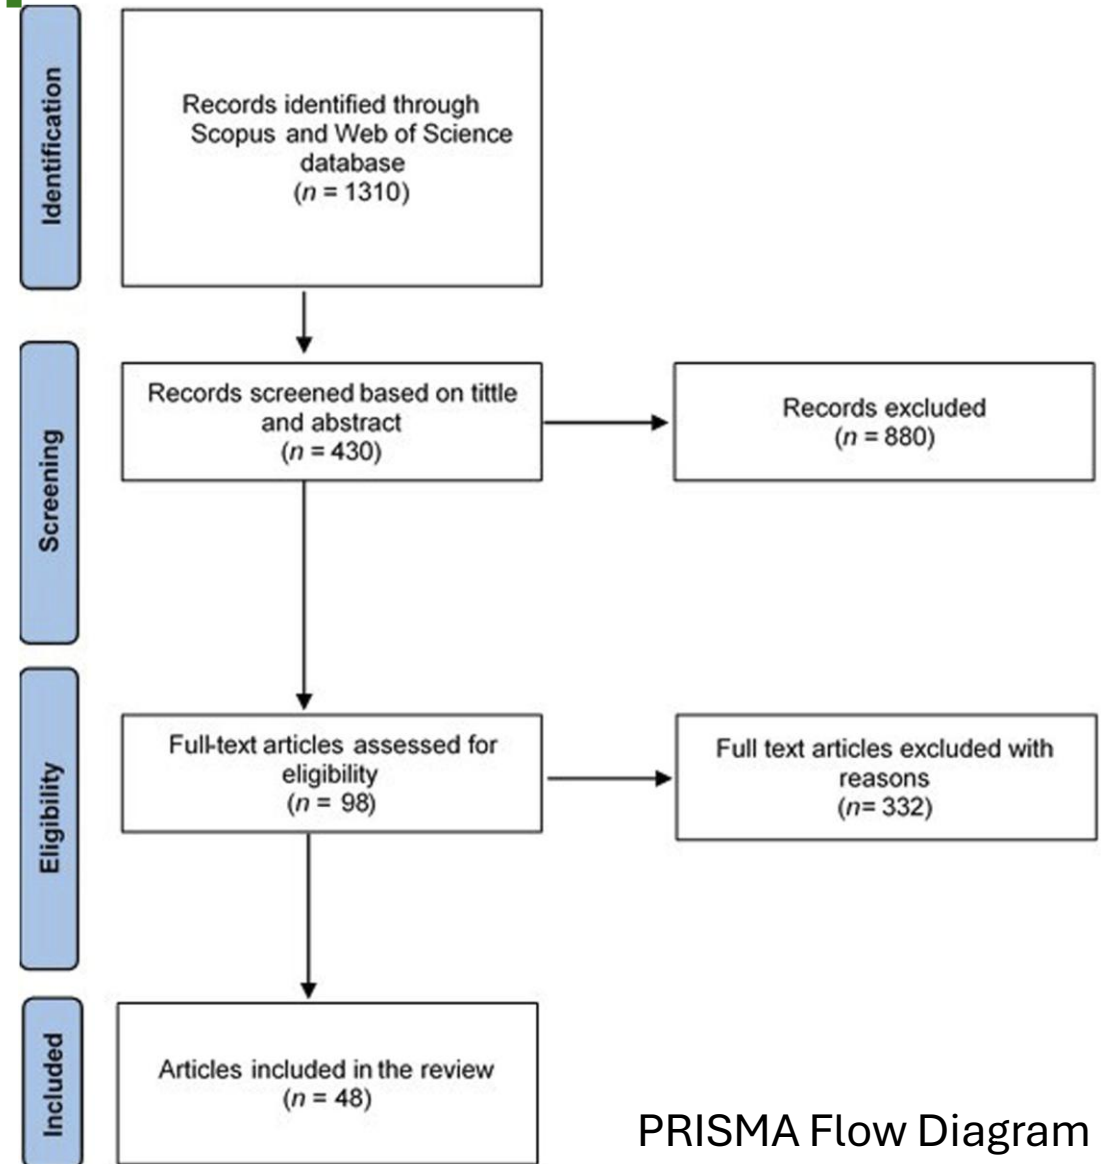 Identification
Records identified through
Scopus and Web of Science
database
(n = 1310)
Screening
Records screened based on tittle
and abstract
(n = 430)
Records excluded
(n = 880)
Eligibility
Full-text articles assessed for
eligibility
(n = 98)
Full text articles excluded with
reasons
(n= 332)
Included
Articles included in the review
(n = 48)
PRISMA Flow Diagram